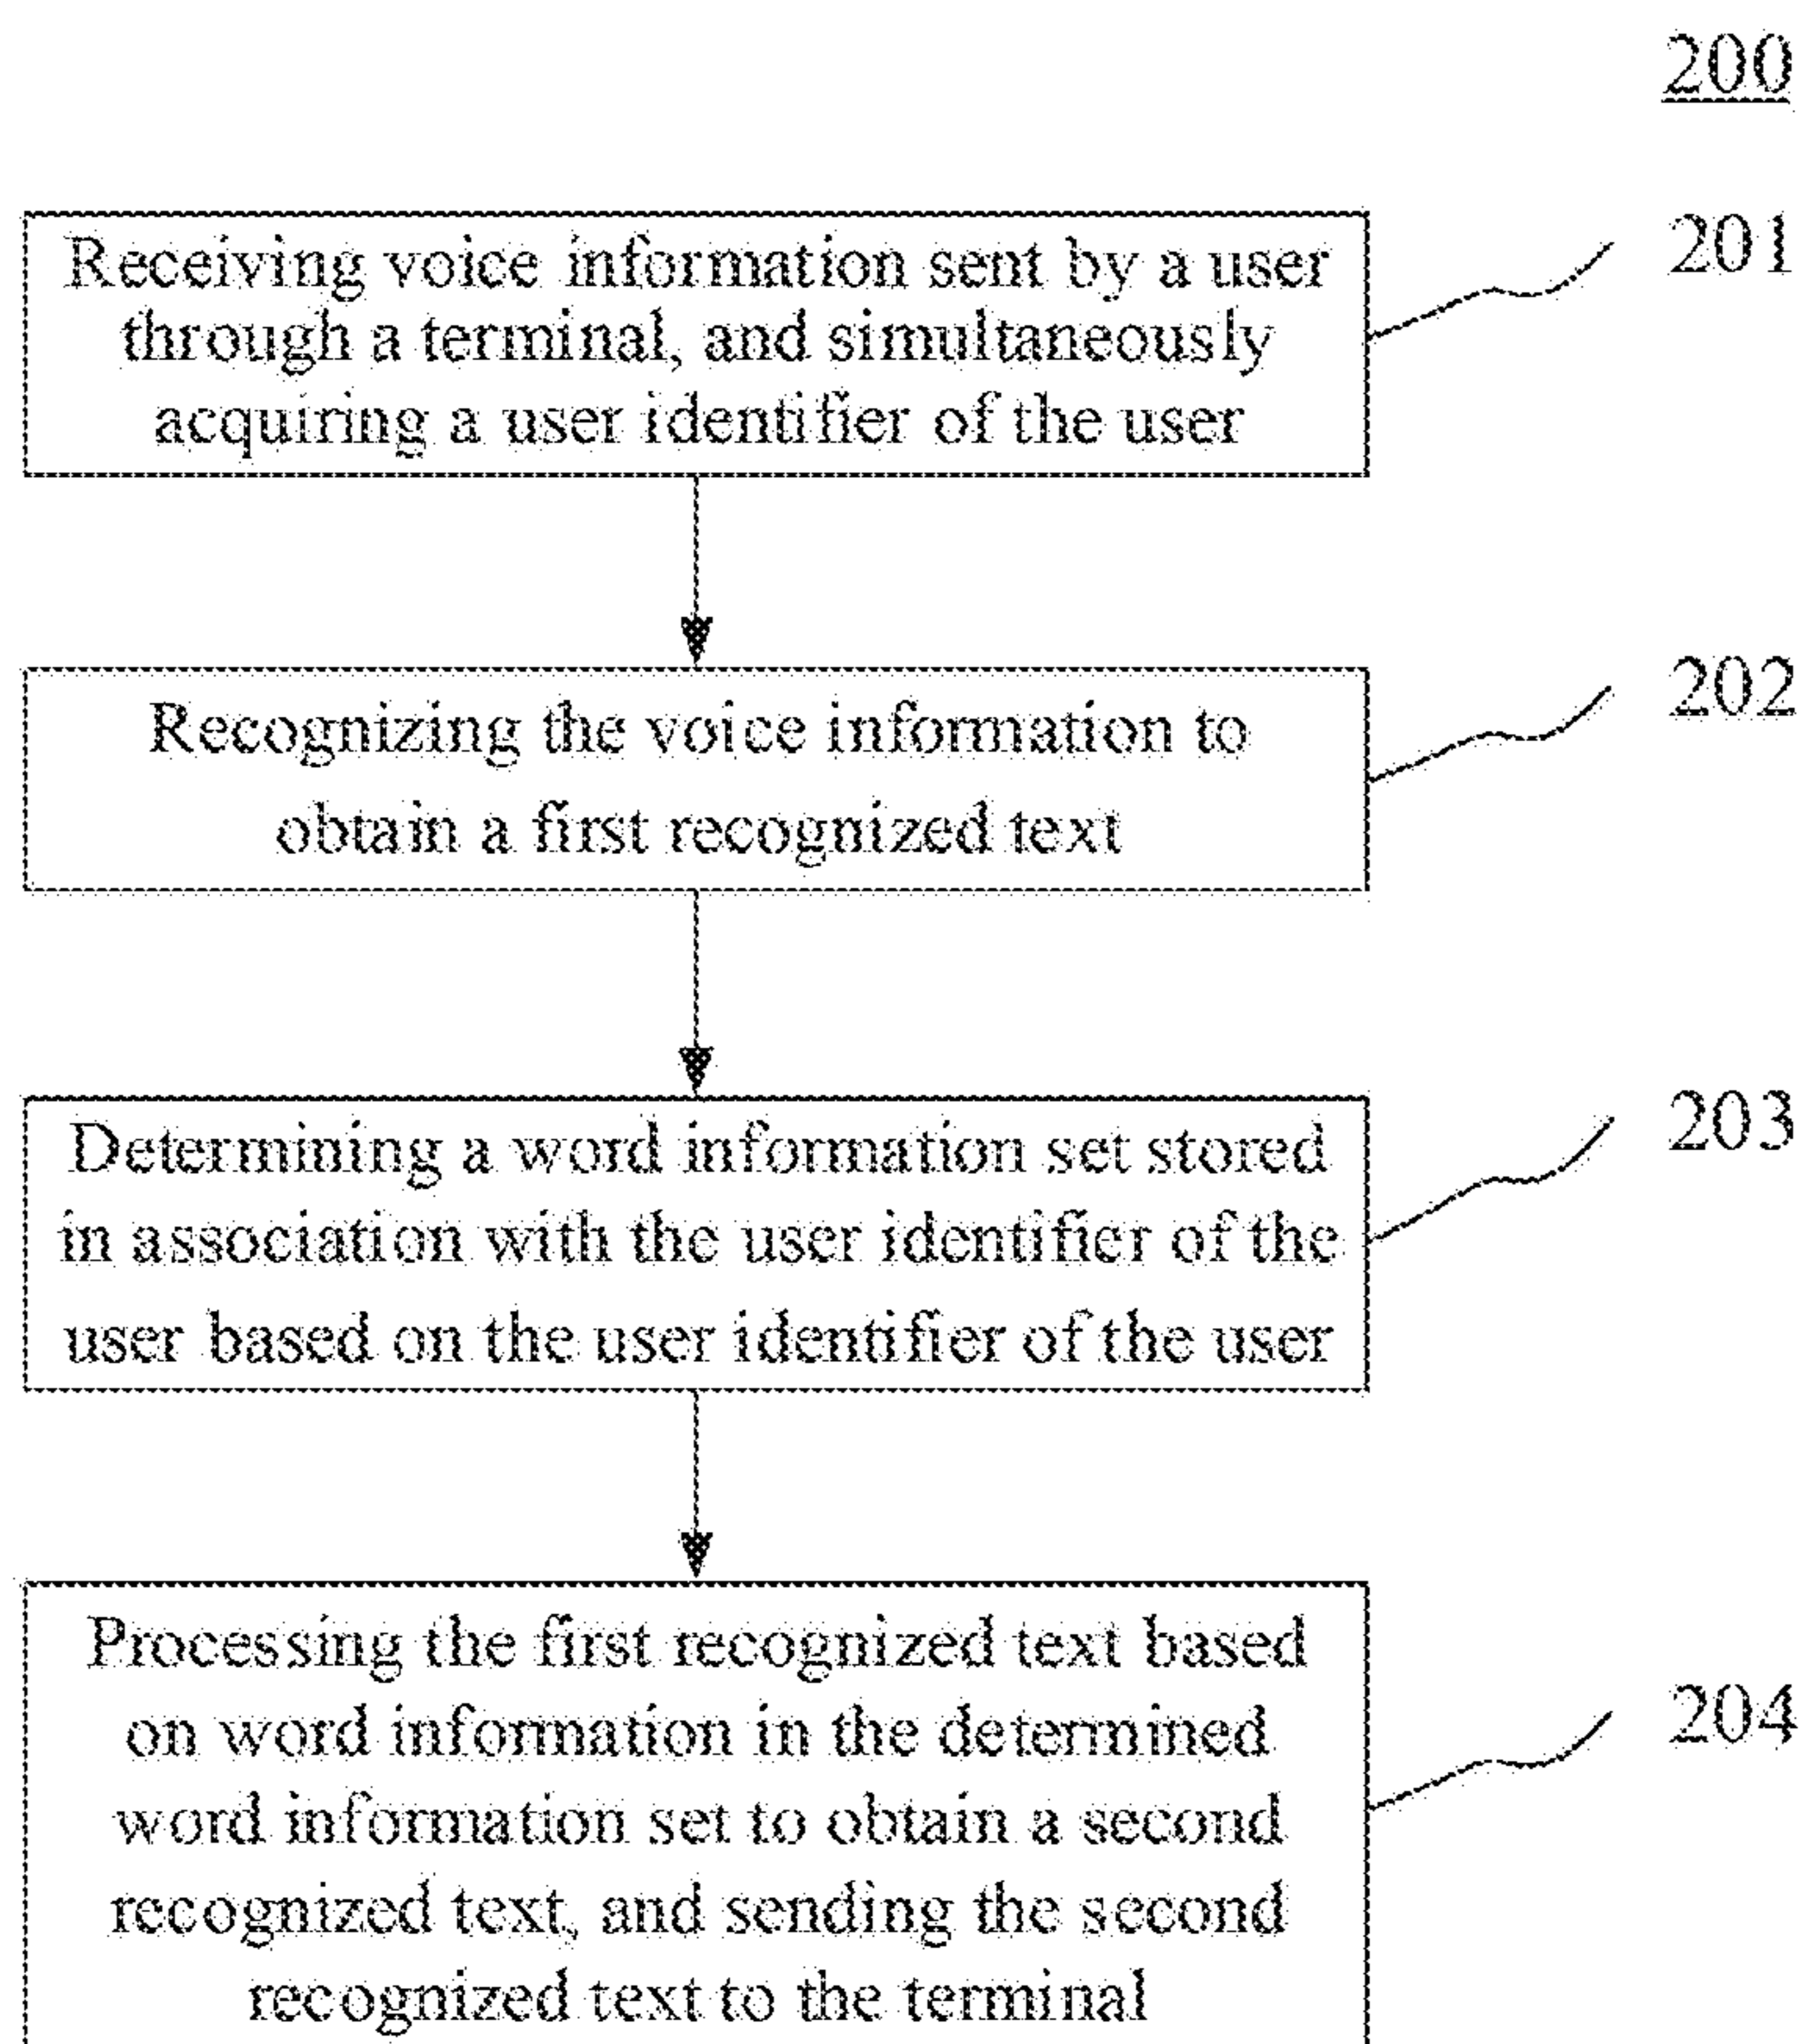 200
Receiving voice information sent by a user
through a terminal, and simultaneously
acquiring a user identifier of the user
201
Recognizing the voice information to
obtain a first recognized text
202
Determining a word information set stored
in association with the user identifier of the
user based on the user identifier of the user
203
Processing the first recognized text based
on word information in the determined
word information set to obtain a second
recognized text, and sending the second
recognized text to the terminal
204